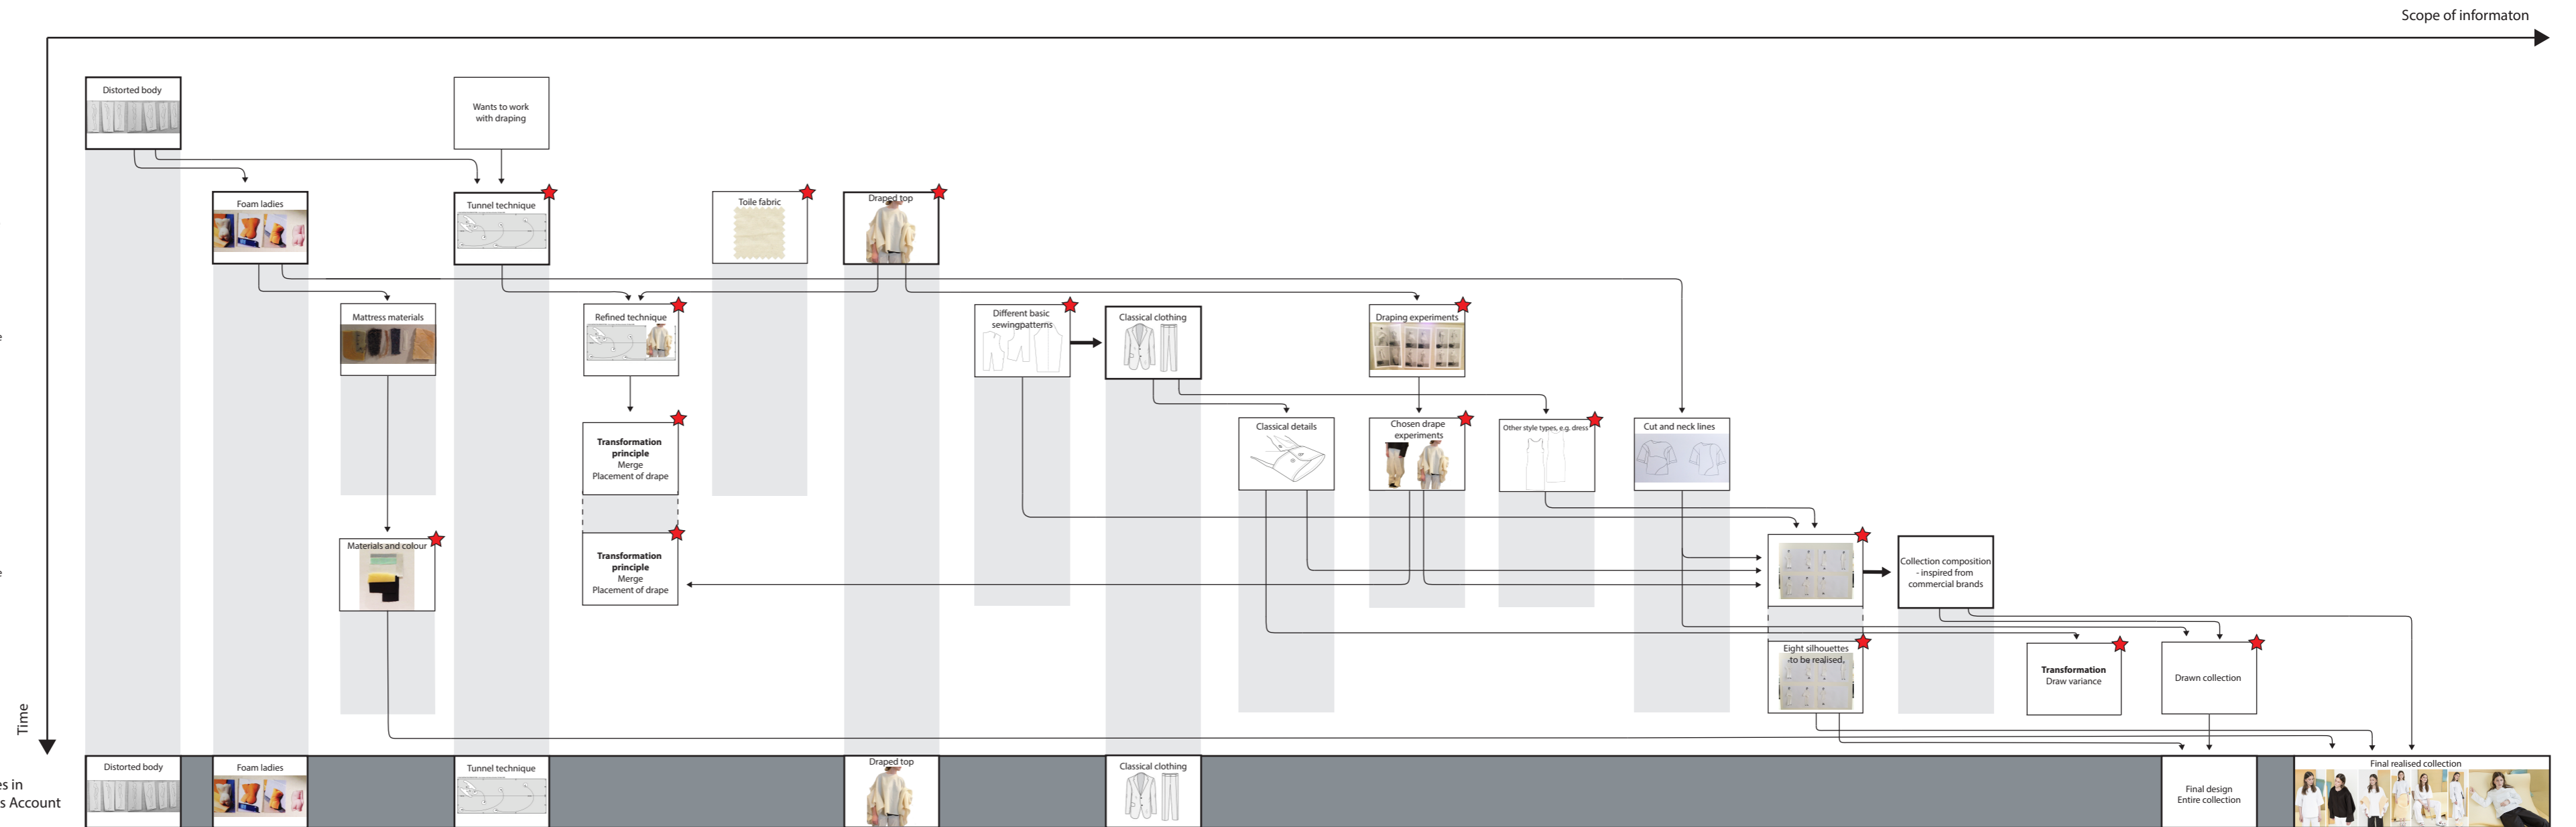 Scope of informaton
Distorted body
Wants to work
with draping
Foam ladies
Tunnel technique
Toile fabric
Draped top
Mattress materials
Refined technique
Different basic
sewingpatterns
Classical clothing
Draping experiments
Transformation
principle
Merge
Placement of drape
Classical details
Chosen drape
experiments
Other style types, e.g. dress
Cut and neck lines
Materials and colour
Transformation
principle
Merge
Placement of drape
Collection composition
- inspired from
commercial brands
Eight silhouettes
to be realised,
Transformation
Draw variance
Drawn collection
Time
es in
s Account
Distorted body
Foam ladies
Tunnel technique
Draped top
Classical clothing
Final design
Entire collection
Final realised collection